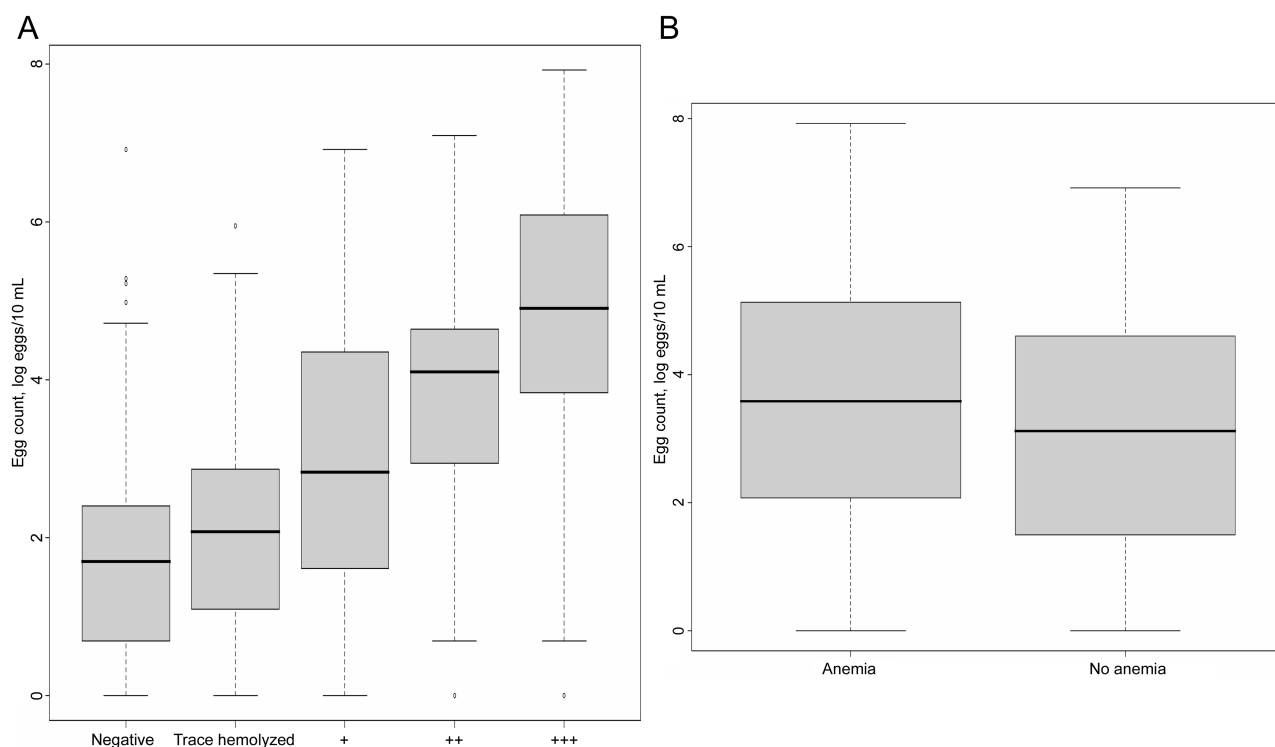 A
Egg count, log eggs/10 mL
8
6
4
2
0
Negative
Trace hemolyzed
+
++
+++
B
Egg count, log eggs/10 mL
8
6
4
2
0
Anemia
No anemia